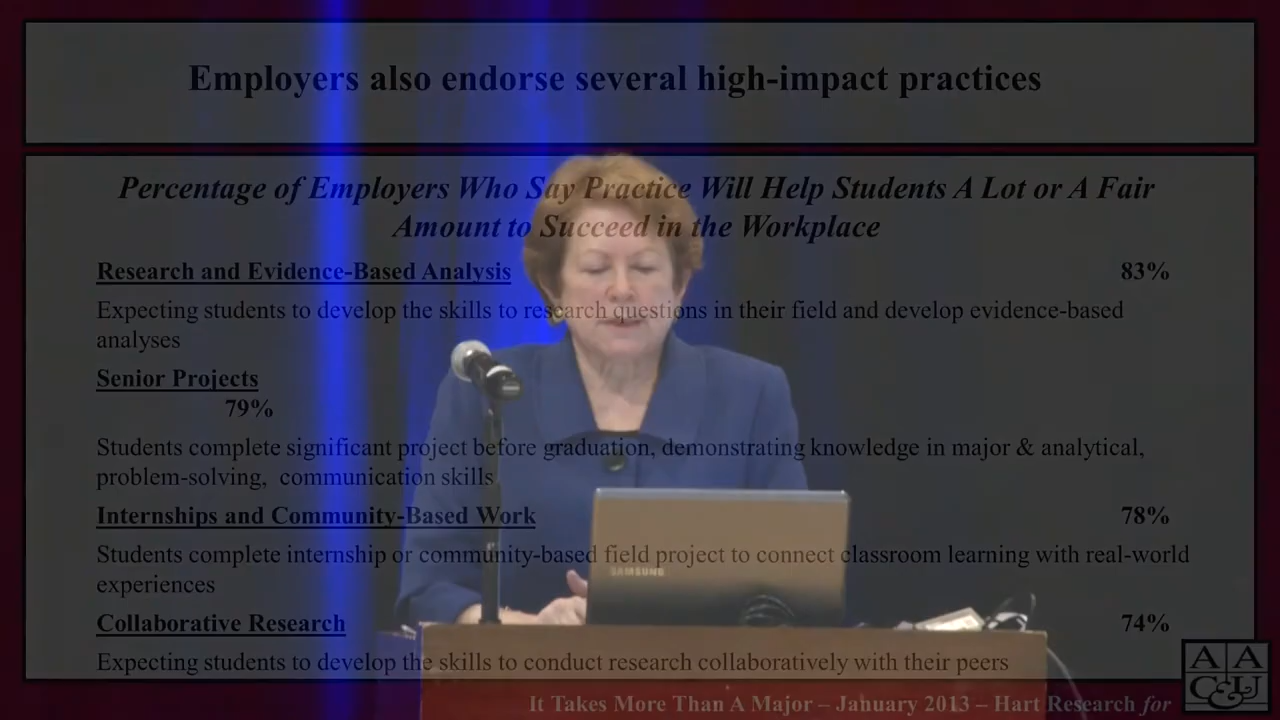 Employers also endorse several high-impact practices
Percentage of Employers Who Say Practice Will Help Students A Lot or A Fair
Amount to Succeed in the Workplace
Research and Evidence-Based Analysis 83%
Expecting students to develop the skills to research questions in their field and develop evidence-based
analyses
Senior Projects
79%
Students complete significant project before graduation, demonstrating knowledge in major & analytical,
problem-solving, communication skills
Internships and Community-Based Work 78%
Students complete internship or community-based field project to connect classroom learning with real-world
experiences
SAMSUNG
Collaborative Research 74%
Expecting students to develop the skills to conduct research collaboratively with their peers
It Takes More Than A Major – January 2013 – Hart Research for
A A
C&U